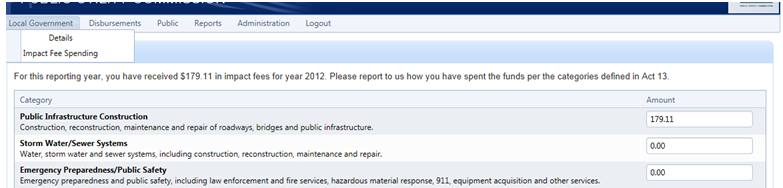 Local Government Disbursements Public Reports Administration Logout
Details
Impact Fee Spending
For this reporting year, you have received $179.11 in impact fees for year 2012. Please report to us how you have spent the funds per the categories defined in Act 13.
Category Amount
Public Infrastructure Construction
Construction, reconstruction, maintenance and repair of roadways, bridges and public infrastructure.
179.11
Storm Water/Sewer Systems
Water, storm water and sewer systems, including construction, reconstruction, maintenance and repair.
0.00
Emergency Preparedness/Public Safety
Emergency preparedness and public safety, including law enforcement and fire services, hazardous material response, 911, equipment acquisition and other services.
0.00